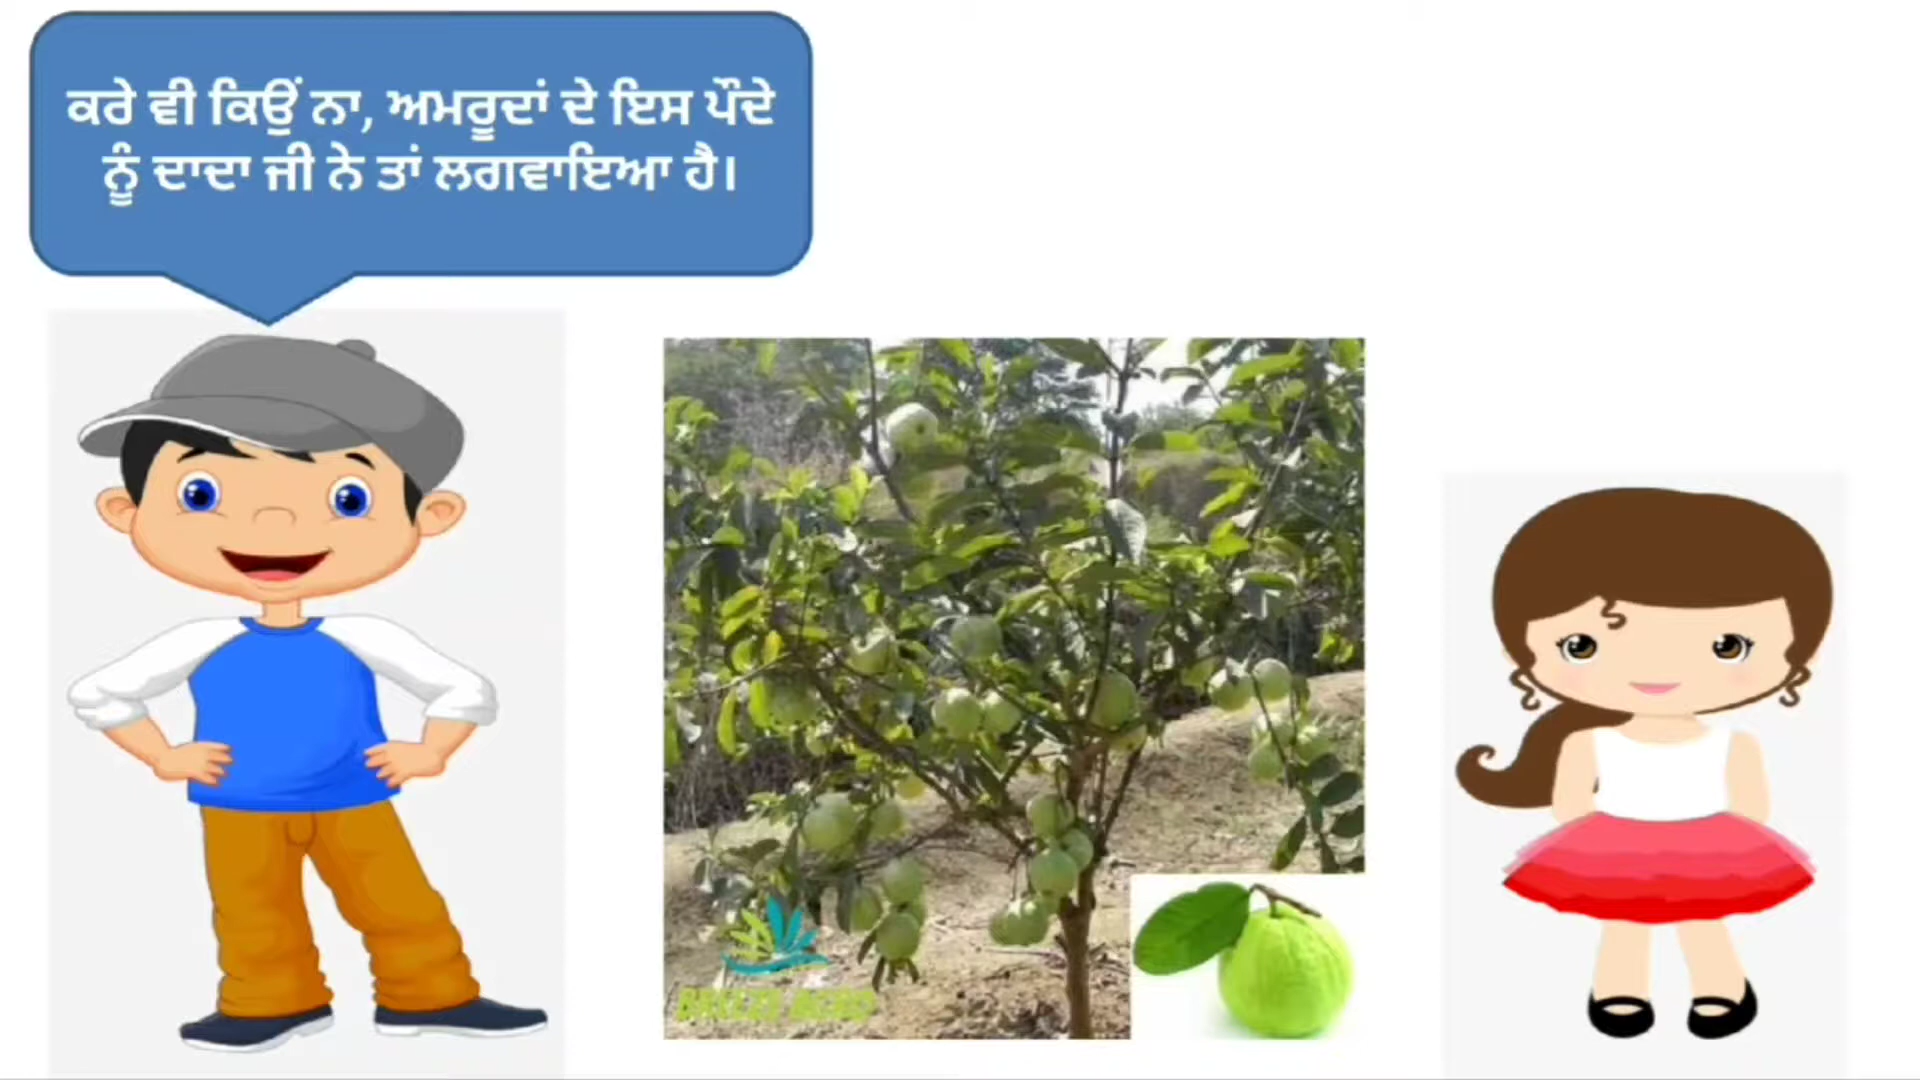 ਕਰੇ ਵੀ ਕਿਉਂ ਨਾ, ਅਮਰੂਦਾਂ ਦੇ ਇਸ ਪੌਦੇ
ਨੂੰ ਦਾਦਾ ਜੀ ਨੇ ਤਾਂ ਲਗਵਾਇਆ ਹੈ।